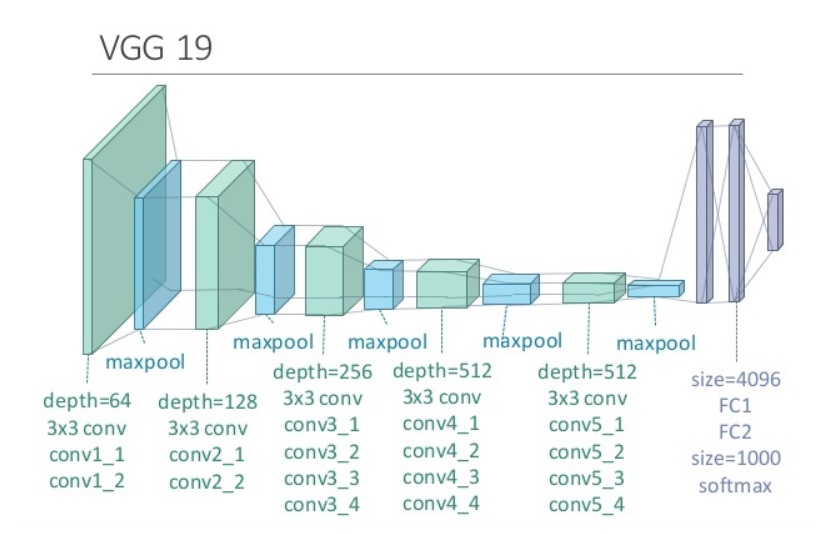 VGG 19
maxpool
maxpool
maxpool
maxpool
maxpool
depth=64
3x3 conv
conv1_1
conv1_2
depth=128
3x3 conv
conv2_1
conv2_2
depth=256
3x3 conv
conv3_1
conv3_2
conv3_3
conv3_4
depth=512
3x3 conv
conv4_1
conv4_2
conv4_3
conv4_4
depth=512
3x3 conv
conv5_1
conv5_2
conv5_3
conv5_4
size=4096
FC1
FC2
size=1000
softmax